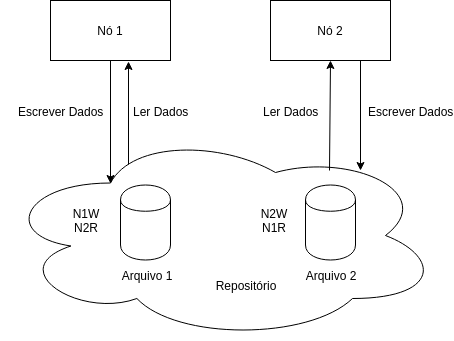 Nó 1
Nó 2
Escrever Dados
Ler Dados
Ler Dados
Escrever Dados
N1W
N2R
N2W
N1R
Arquivo 1
Arquivo 2
Repositório